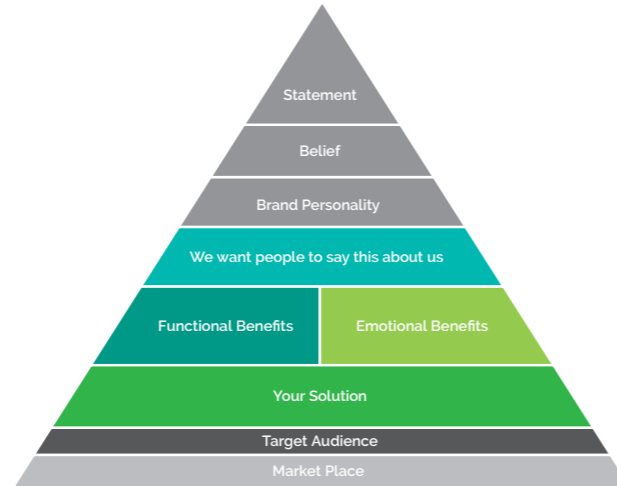 Statement
Belief
Brand Personality
We want people to say this about us
Functional Benefits
Emotional Benefits
Your Solution
Target Audience
Market Place